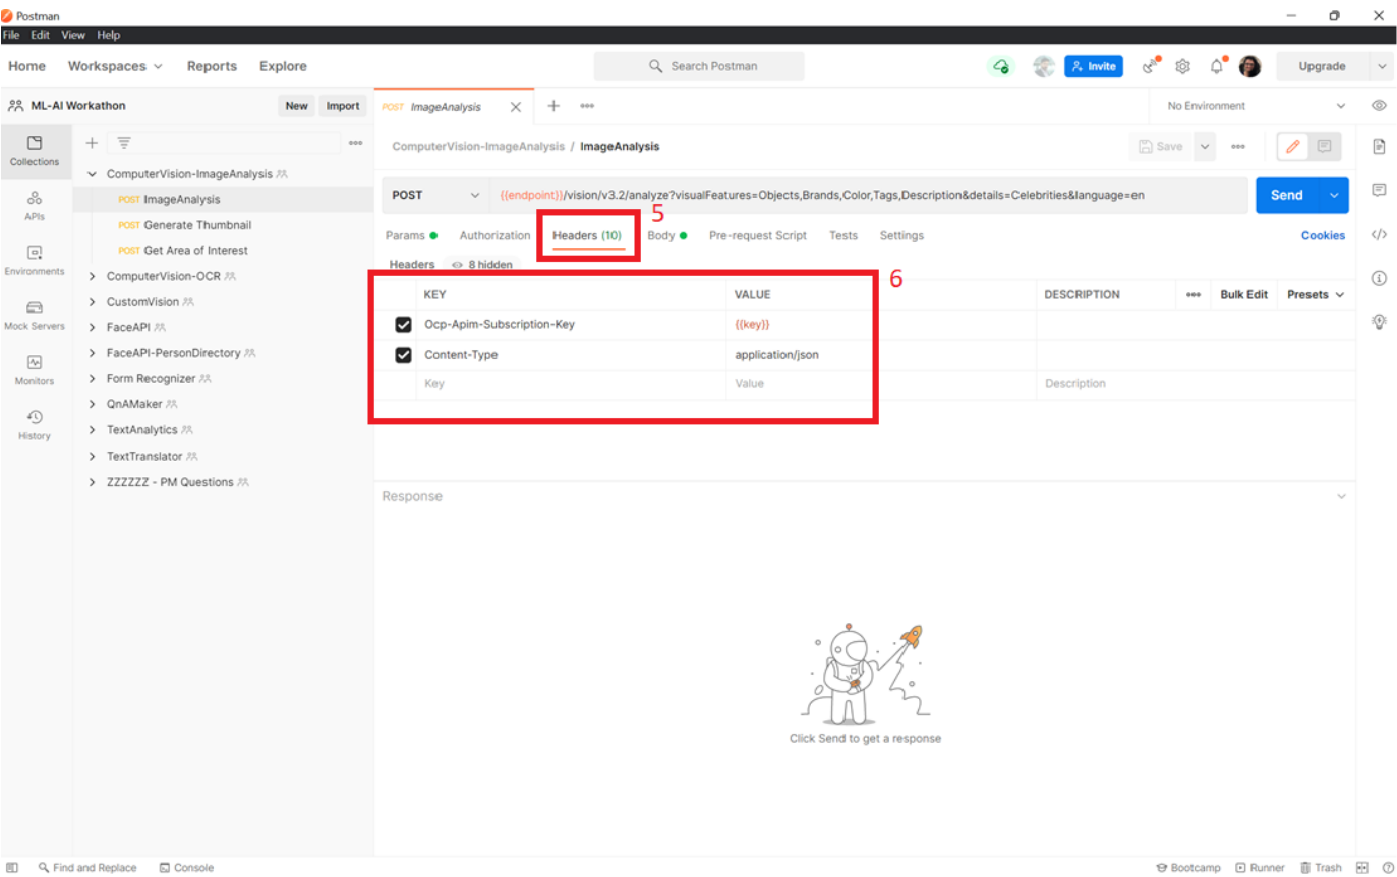 Postman
File Edit View Help
Home Workspaces Reports Explore
Search Postman
Invite
Upgrade
ML-AI Workathon
New Import
POST ImageAnalysis
No Environment
Collections
ComputerVision-ImageAnalysis / ImageAnalysis
Save
ComputerVision-ImageAnalysis
POST ImageAnalysis
POST Generate Thumbnail
POST Get Area of Interest
ComputerVision-OCR
CustomVision
FaceAPI
FaceAPI-PersonDirectory
Form Recognizer
QnAMaker
TextAnalytics
TextTranslator
ZZZZZZ - PM Questions
APIs
Environments
Mock Servers
Monitors
History
POST {{endpoint}}/vision/v3.2/analyze?visualFeatures=Objects,Brands,Color,Tags,Description&details=Celebrities&language=en
Send
5
Params Authorization Headers (10) Body Pre-request Script Tests Settings
Cookies
Headers 8 hidden
6
KEY VALUE DESCRIPTION
Bulk Edit Presets
Ocp-Apim-Subscription-Key {{key}}
Content-Type application/json
Key Value Description
Response
Click Send to get a response
Find and Replace Console
Bootcamp Runner Trash